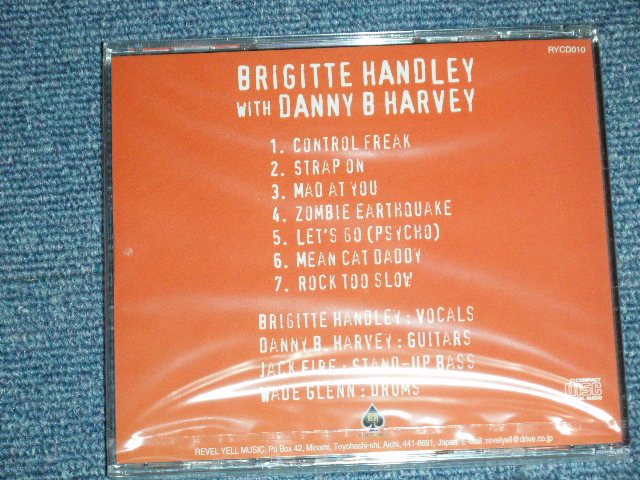 RYCD010
BRIGITTE HANDLEY
WITH DANNY B HARVEY
1. CONTROL FREAK
2. STRAP ON
3. MAD AT YOU
4. ZOMBIE EARTHQUAKE
5. LET'S GO (PSYCHO)
6. MEAN CAT DADDY
7. ROCK TOO SLOW
BRIGITTE HANDLEY : VOCALS
DANNY B. HARVEY : GUITARS
JACK FIRE : STAND-UP BASS
WADE GLENN : DRUMS
COMPACT
disc
DIGITAL AUDIO
REVEL YELL MUSIC. Po Box 42, Minami, Toyohashi-shi, Aichi, 441-8691, Japan. E-Mail :revelyell@drive.co.jp